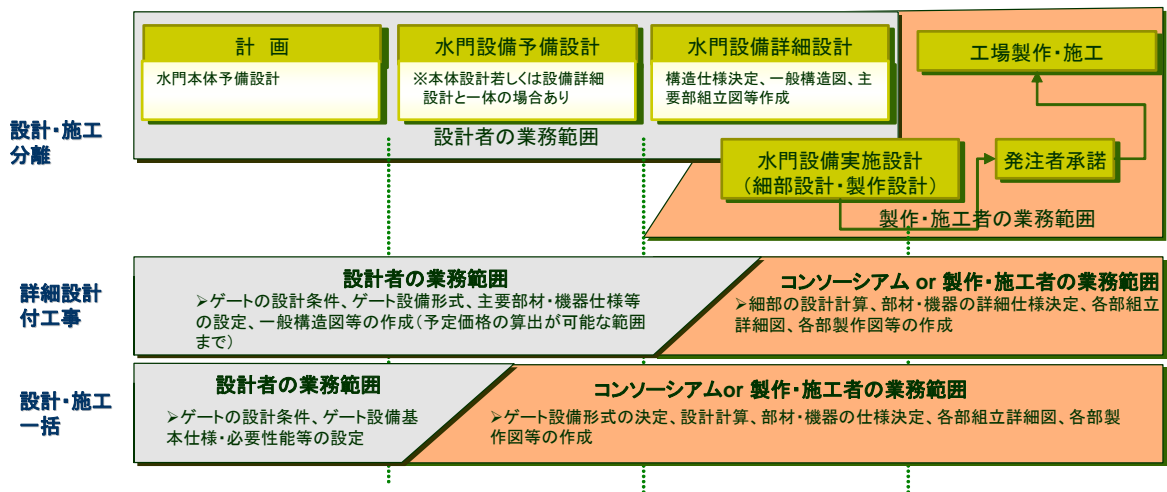 計 画
水門本体予備設計
水門設備予備設計
※本体設計若しくは設備詳細
設計と一体の場合あり
水門設備詳細設計
構造仕様決定、一般構造図、主
要部組立図等作成
工場製作・施工
設計・施工
分離
設計者の業務範囲
水門設備実施設計
(細部設計・製作設計)
発注者承諾
製作・施工者の業務範囲
詳細設計
付工事
設計者の業務範囲
➢ゲートの設計条件、ゲート設備形式、主要部材・機器仕様等
の設定、一般構造図等の作成(予定価格の算出が可能な範囲
まで)
コンソーシアム or 製作・施工者の業務範囲
➢細部の設計計算、部材・機器の詳細仕様決定、各部組立
詳細図、各部製作図等の作成
設計・施工
一括
設計者の業務範囲
➢ゲートの設計条件、ゲート設備基
本仕様・必要性能等の設定
コンソーシアムor 製作・施工者の業務範囲
➢ゲート設備形式の決定、設計計算、部材・機器の仕様決定、各部組立詳細図、各部製
作図等の作成